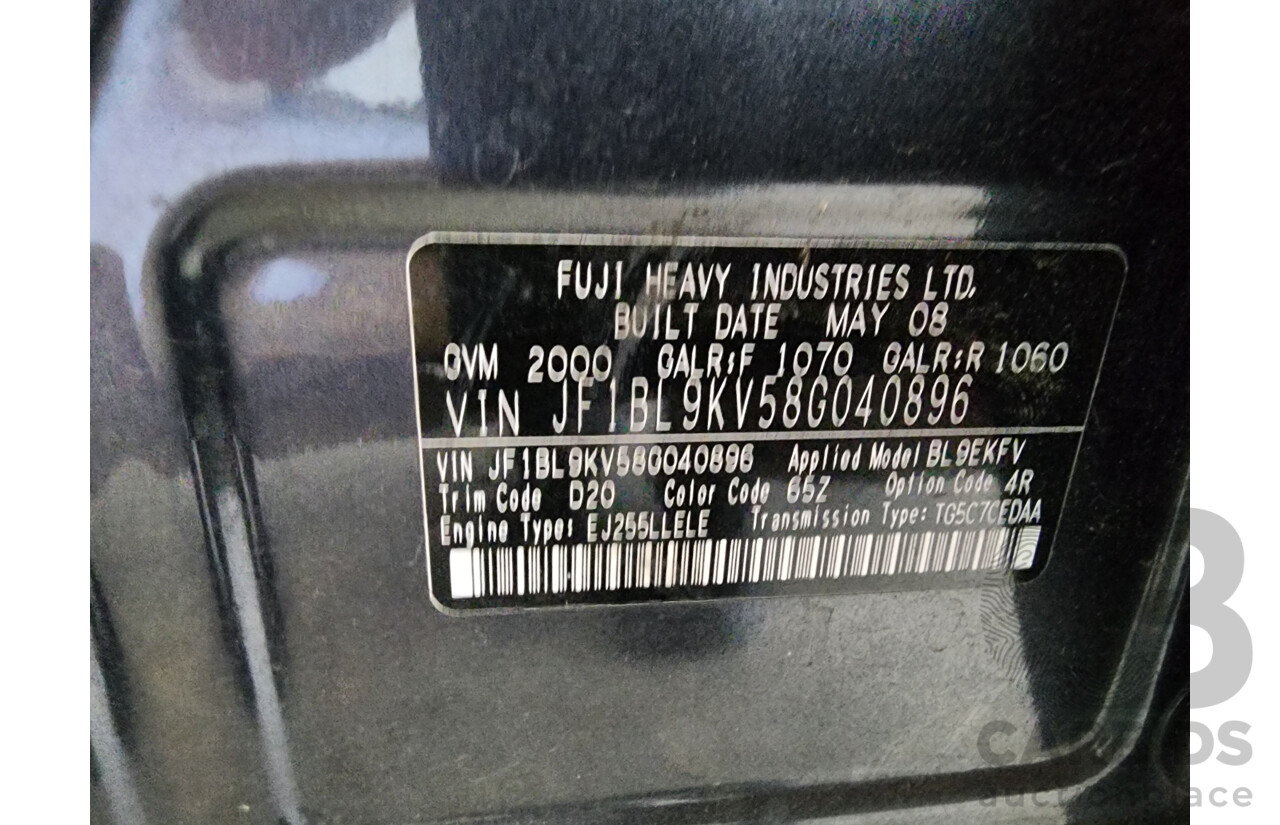 FUJI HEAVY INDUSTRIES LTD.
BUILT DATE MAY 08
GVM 2000 GALR:F 1070 GALR:R 1060
VIN JF1BL9KV58G040896
VIN JF1BL9KV58G040896 Applied Model BL9EKFV
Trim Code D20 Color Code 65Z Option Code 4R
Engine Type: EJ255LLELE Transmission Type: TG5C7CEDAA